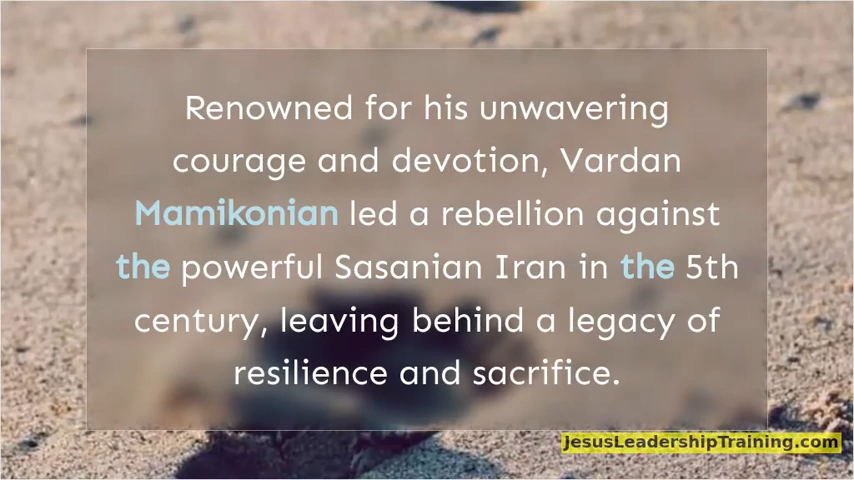 Renowned for his unwavering
courage and devotion, Vardan
Mamikonian led a rebellion against
the powerful Sasanian Iran in the 5th
century, leaving behind a legacy of
resilience and sacrifice.
JesusLeadershipTraining.com